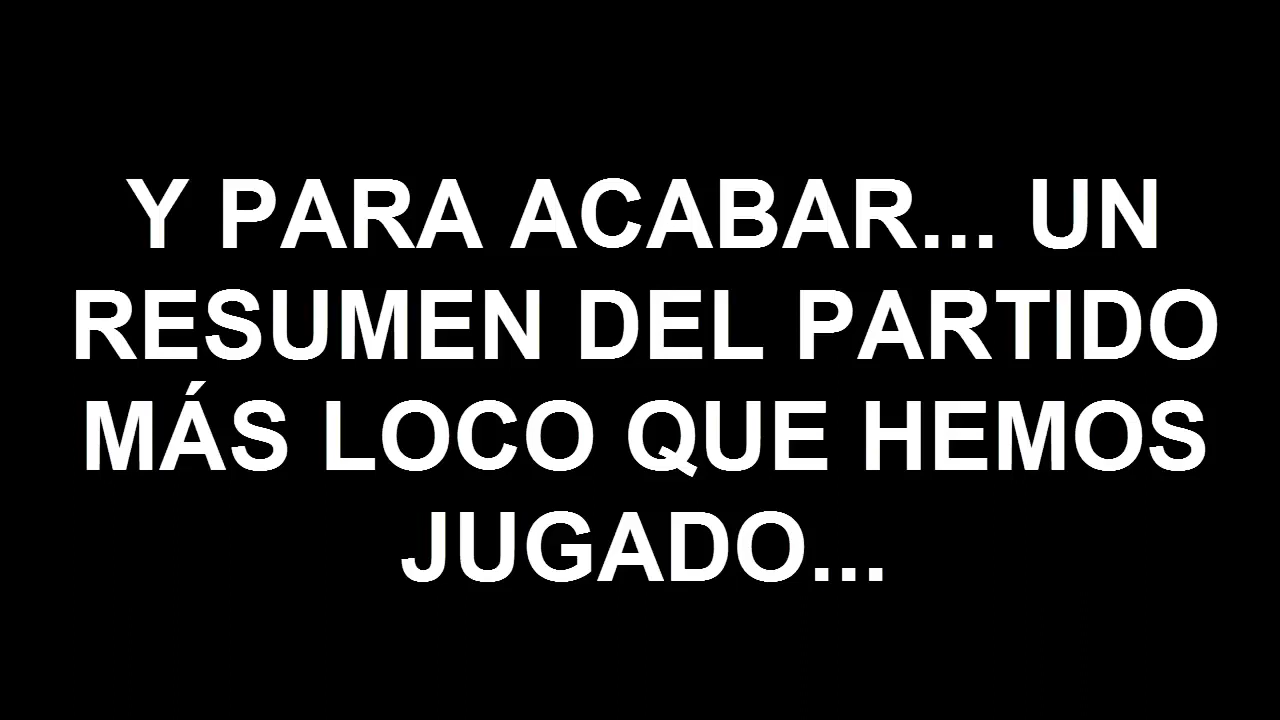 Y PARA ACABAR... UN
RESUMEN DEL PARTIDO
MÁS LOCO QUE HEMOS
JUGADO...